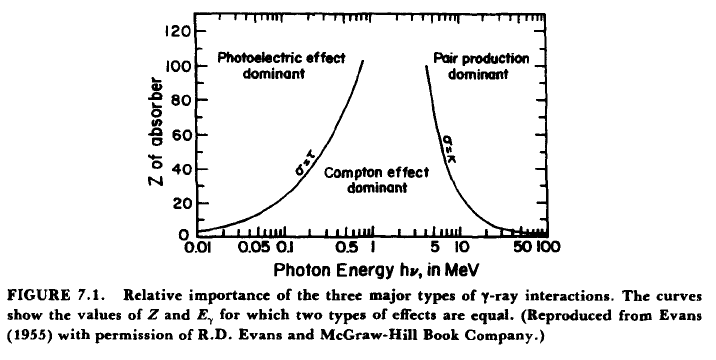 120
100
80
60
40
20
0
Z of absorber
Photoelectric effect
dominant
Pair production
dominant
σ=τ
σ=κ
Compton effect
dominant
0.01 0.05 0.1 0.5 1 5 10 50 100
Photon Energy hν, in MeV
FIGURE 7.1. Relative importance of the three major types of γ-ray interactions. The curves
show the values of Z and Eγ for which two types of effects are equal. (Reproduced from Evans
(1955) with permission of R.D. Evans and McGraw-Hill Book Company.)